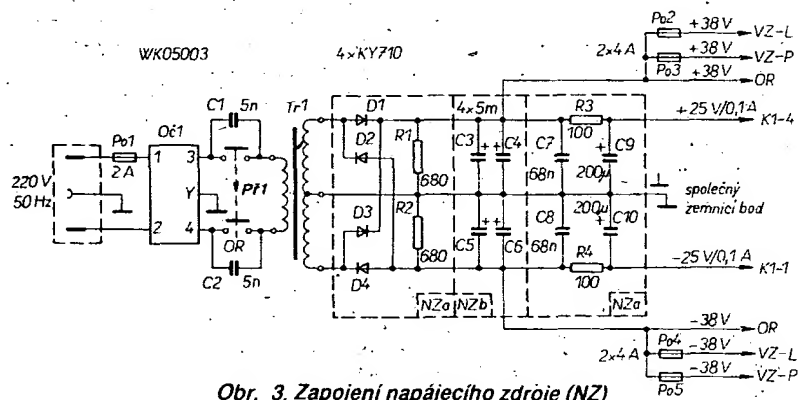 WK05003
4×KY710
Po2
+38 V
VZ-L
2×4 A
+38 V
VZ-P
Po3
+38 V
OR
C1
5n
Tr1
D1
4×5m
R3
+25 V/0,1 A
K1-4
Po1
Oč1
D2
R1
C3
C4
C7
100
C9
1
3
2 A
680
68n
200µ
220 V
50 Hz
Y
Př1
společný
zemnicí bod
D3
R2
C8
200µ
C10
2
4
OR
C5
C6
68n
R4
680
-25 V/0,1 A
K1-1
C2
5n
D4
100
NZa
NZb
NZa
-38 V
OR
2×4 A
Po4
-38 V
VZ-L
-38 V
VZ-P
Po5
Obr. 3. Zapojení napájecího zdroje (NZ)